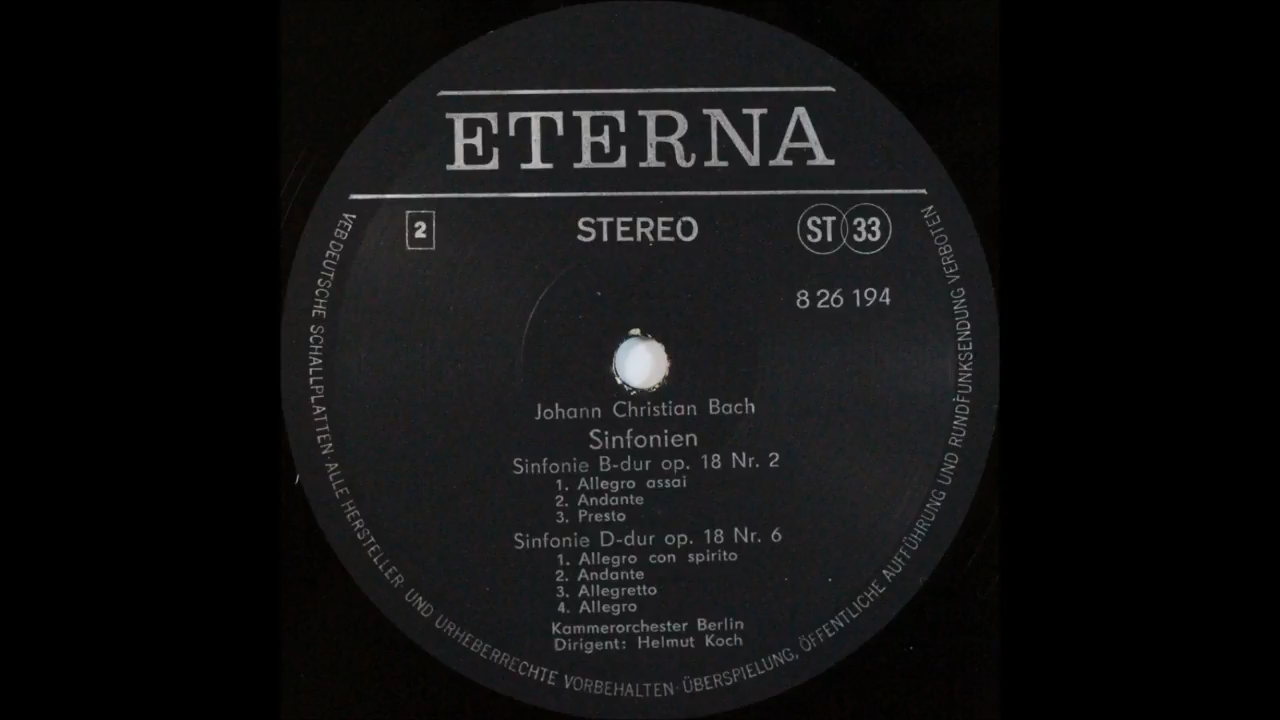 ETERNA
2
STEREO
ST 33
8 26 194
Johann Christian Bach
Sinfonien
Sinfonie B-dur op. 18 Nr. 2
1. Allegro assai
2. Andante
3. Presto
Sinfonie D-dur op. 18 Nr. 6
1. Allegro con spirito
2. Andante
3. Allegretto
4. Allegro
Kammerorchester Berlin
Dirigent: Helmut Koch
VEB DEUTSCHE SCHALLPLATTEN · ALLE HERSTELLER- UND URHEBERRECHTE VORBEHALTEN · ÜBERSPIELUNG, ÖFFENTLICHE AUFFÜHRUNG UND RUNDFUNKSENDUNG VERBOTEN